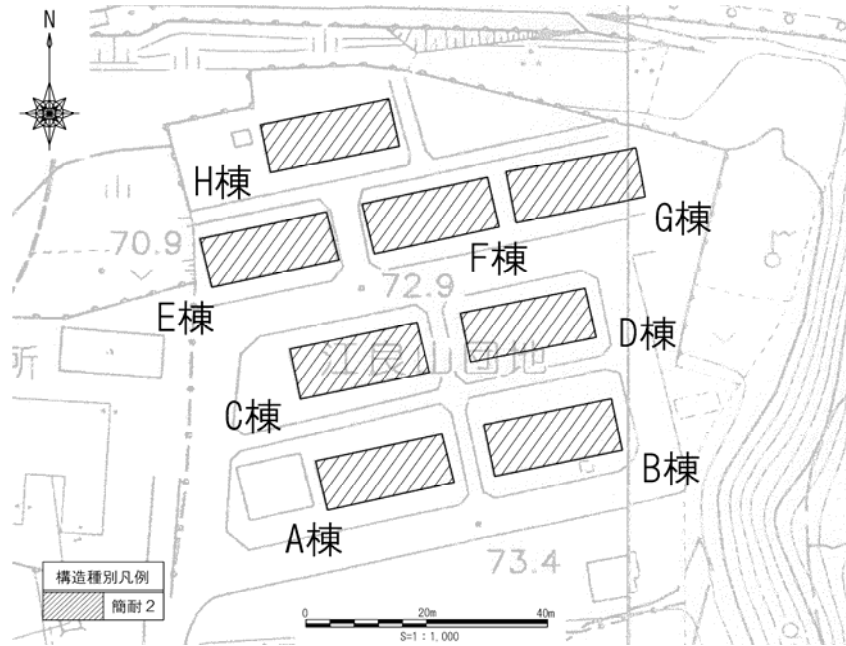 N
H棟
山
70.9
G棟
F棟
E棟
72.9
D棟
江良山団地
所
C棟
B棟
A棟
73.4
構造種別凡例
簡耐2
0 20m 40m
S=1:1,000